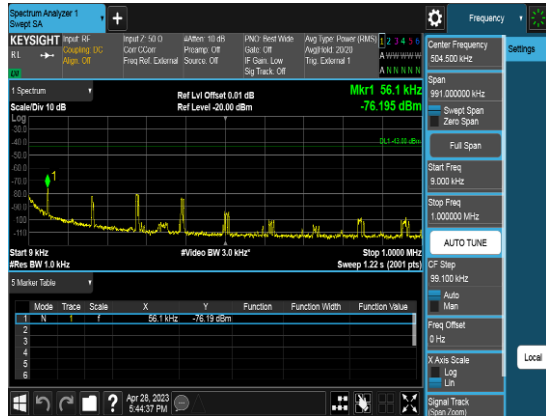 Spectrum Analyzer 1
Swept SA
Frequency
KEYSIGHT
RL
Input: RF
Coupling: DC
Align: Off
Input Z: 50 Ω
Corr CCorr
Freq Ref: External
#Atten: 10 dB
Preamp: Off
Source: Off
PNO: Best Wide
Gate: Off
IF Gain: Low
Sig Track: Off
Avg Type: Power (RMS)
Avg|Hold: 20/20
Trig: External 1
1 2 3 4 5 6
A W W W W W
A N N N N N
1 Spectrum
Scale/Div 10 dB
Ref Lvl Offset 0.01 dB
Ref Level -20.00 dBm
Mkr1 56.1 kHz
-76.195 dBm
Log
-30.0
-40.0
DL1 -43.00 dBm
-50.0
-60.0
-70.0
1
-80.0
-90.0
-100
-110
Start 9 kHz
#Res BW 1.0 kHz
#Video BW 3.0 kHz*
Stop 1.0000 MHz
Sweep 1.22 s (2001 pts)
5 Marker Table
Mode Trace Scale X Y Function Function Width Function Value
1 N 1 f 56.1 kHz -76.19 dBm
2
3
4
5
6
Apr 28, 2023
5:44:37 PM
Center Frequency
504.500 kHz
Settings
Span
991.000000 kHz
Swept Span
Zero Span
Full Span
Start Freq
9.000 kHz
Stop Freq
1.000000 MHz
AUTO TUNE
CF Step
99.100 kHz
Auto
Man
Freq Offset
0 Hz
X Axis Scale
Log
Lin
Local
Signal Track
(Span Zoom)